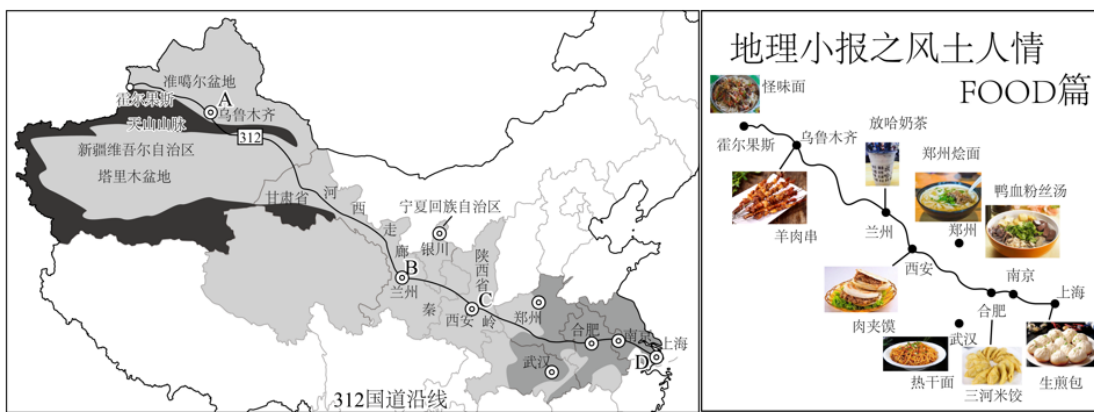 准噶尔盆地
霍尔果斯
A
乌鲁木齐
天山山脉
312
新疆维吾尔自治区
塔里木盆地
甘肃省
河西走廊
宁夏回族自治区
银川
陕西省
B
兰州
C
秦岭
西安
郑州
合肥
南京
上海
D
武汉
312国道沿线
地理小报之风土人情
FOOD篇
怪味面
霍尔果斯
乌鲁木齐
放哈奶茶
郑州烩面
鸭血粉丝汤
羊肉串
兰州
郑州
西安
南京
上海
合肥
肉夹馍
武汉
热干面
三河米饺
生煎包